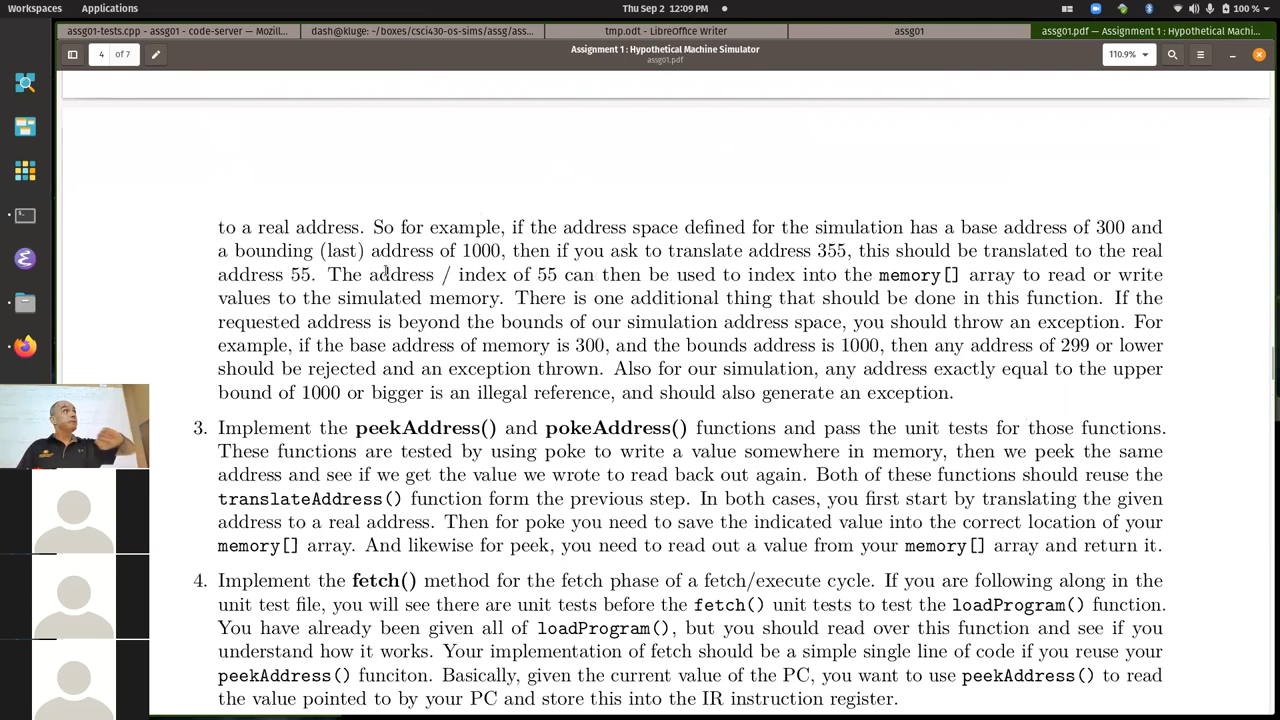 Workspaces Applications Thu Sep 2 12:09 PM 100 %
assg01-tests.cpp - assg01 - code-server — Mozill... dash@kluge: ~/boxes/csci430-os-sims/assg/ass... tmp.odt - LibreOffice Writer assg01 assg01.pdf — Assignment 1 : Hypothetical Machi...
4 of 7 Assignment 1 : Hypothetical Machine Simulator 110.9%
assg01.pdf
to a real address. So for example, if the address space defined for the simulation has a base address of 300 and
a bounding (last) address of 1000, then if you ask to translate address 355, this should be translated to the real
address 55. The address / index of 55 can then be used to index into the memory[] array to read or write
values to the simulated memory. There is one additional thing that should be done in this function. If the
requested address is beyond the bounds of our simulation address space, you should throw an exception. For
example, if the base address of memory is 300, and the bounds address is 1000, then any address of 299 or lower
should be rejected and an exception thrown. Also for our simulation, any address exactly equal to the upper
bound of 1000 or bigger is an illegal reference, and should also generate an exception.
3. Implement the peekAddress() and pokeAddress() functions and pass the unit tests for those functions.
These functions are tested by using poke to write a value somewhere in memory, then we peek the same
address and see if we get the value we wrote to read back out again. Both of these functions should reuse the
translateAddress() function form the previous step. In both cases, you first start by translating the given
address to a real address. Then for poke you need to save the indicated value into the correct location of your
memory[] array. And likewise for peek, you need to read out a value from your memory[] array and return it.
4. Implement the fetch() method for the fetch phase of a fetch/execute cycle. If you are following along in the
unit test file, you will see there are unit tests before the fetch() unit tests to test the loadProgram() function.
You have already been given all of loadProgram(), but you should read over this function and see if you
understand how it works. Your implementation of fetch should be a simple single line of code if you reuse your
peekAddress() funciton. Basically, given the current value of the PC, you want to use peekAddress() to read
the value pointed to by your PC and store this into the IR instruction register.